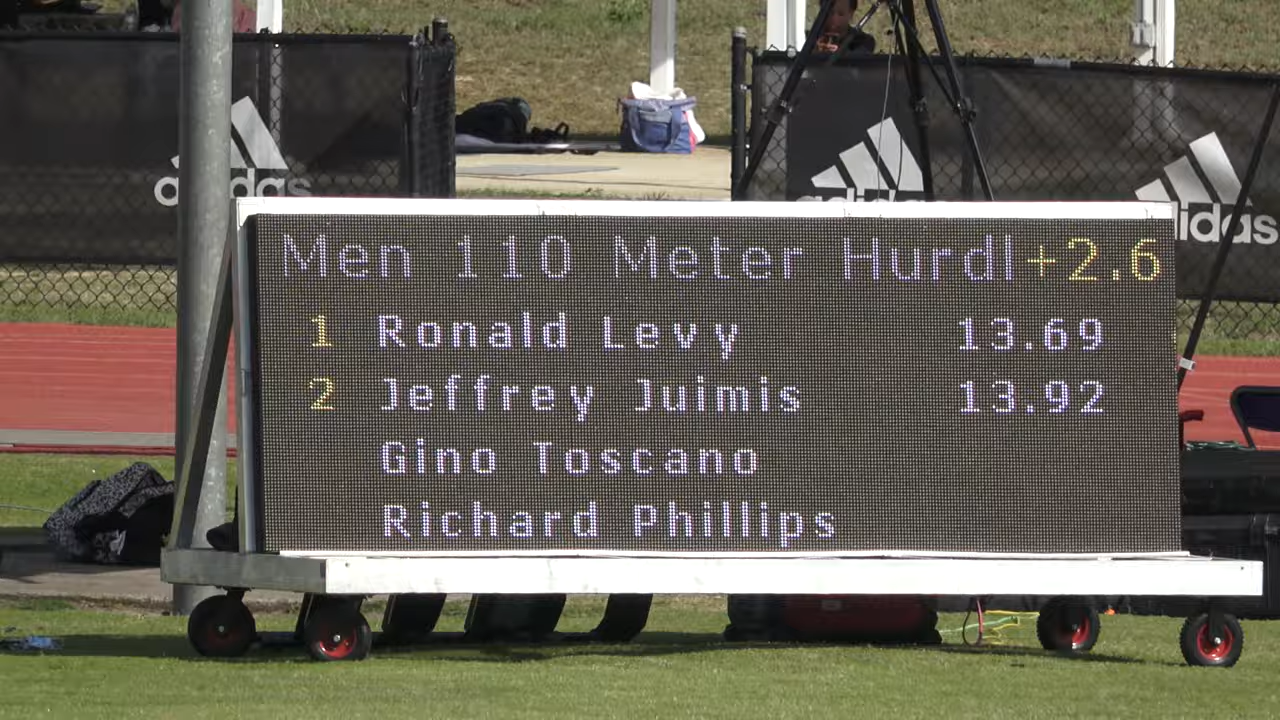 adidas
adidas
adidas
Men 110 Meter Hurdl+2.6
1 Ronald Levy 13.69
2 Jeffrey Juimis 13.92
Gino Toscano
Richard Phillips